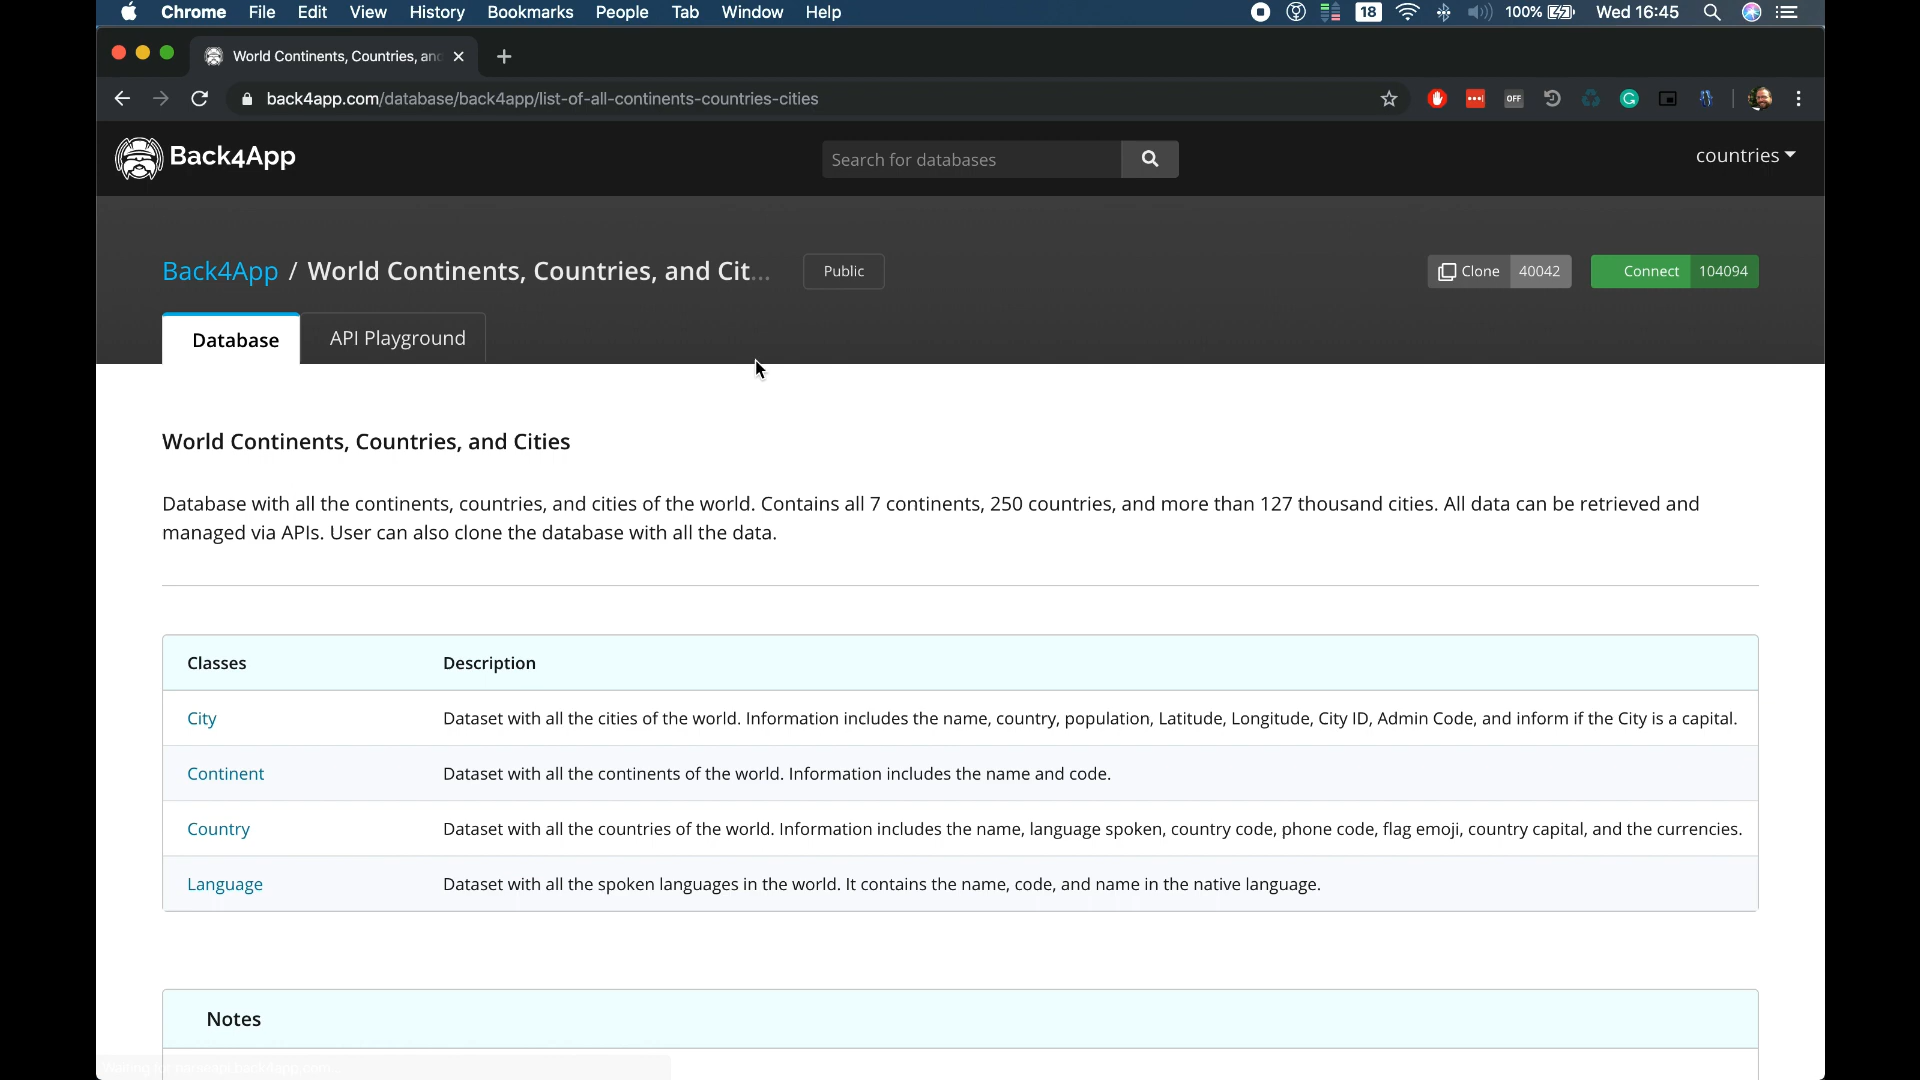 Chrome File Edit View History Bookmarks People Tab Window Help 18 100% Wed 16:45
World Continents, Countries, an
back4app.com/database/back4app/list-of-all-continents-countries-cities OFF
Back4App Search for databases countries
Back4App / World Continents, Countries, and Cit... Public Clone 40042 Connect 104094
Database API Playground
World Continents, Countries, and Cities
Database with all the continents, countries, and cities of the world. Contains all 7 continents, 250 countries, and more than 127 thousand cities. All data can be retrieved and
managed via APIs. User can also clone the database with all the data.
Classes Description
City Dataset with all the cities of the world. Information includes the name, country, population, Latitude, Longitude, City ID, Admin Code, and inform if the City is a capital.
Continent Dataset with all the continents of the world. Information includes the name and code.
Country Dataset with all the countries of the world. Information includes the name, language spoken, country code, phone code, flag emoji, country capital, and the currencies.
Language Dataset with all the spoken languages in the world. It contains the name, code, and name in the native language.
Notes